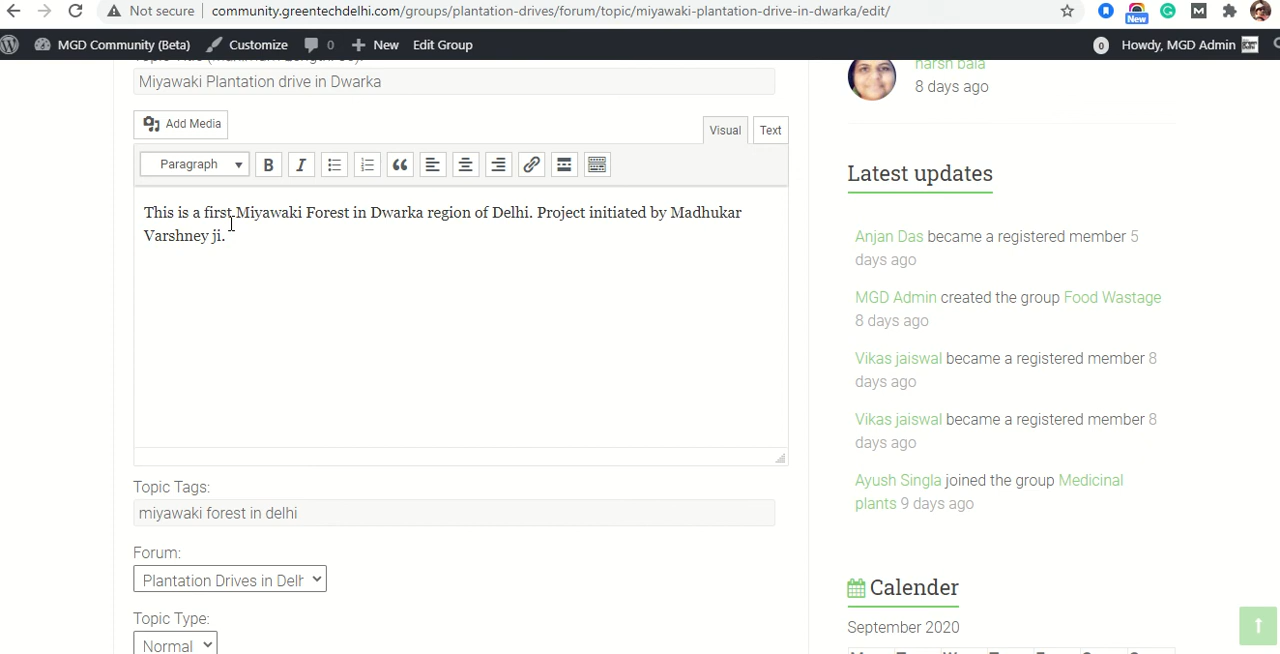 Not secure community.greentechdelhi.com/groups/plantation-drives/forum/topic/miyawaki-plantation-drive-in-dwarka/edit/
New
MGD Community (Beta) Customize 0 New Edit Group 0 Howdy, MGD Admin
Miyawaki Plantation drive in Dwarka
Add Media
Visual Text
Paragraph
This is a first Miyawaki Forest in Dwarka region of Delhi. Project initiated by Madhukar
Varshney ji.
Topic Tags:
miyawaki forest in delhi
Forum:
Plantation Drives in Delh
Topic Type:
Normal
harsh bala
8 days ago
Latest updates
Anjan Das became a registered member 5
days ago
MGD Admin created the group Food Wastage
8 days ago
Vikas jaiswal became a registered member 8
days ago
Vikas jaiswal became a registered member 8
days ago
Ayush Singla joined the group Medicinal
plants 9 days ago
Calender
September 2020